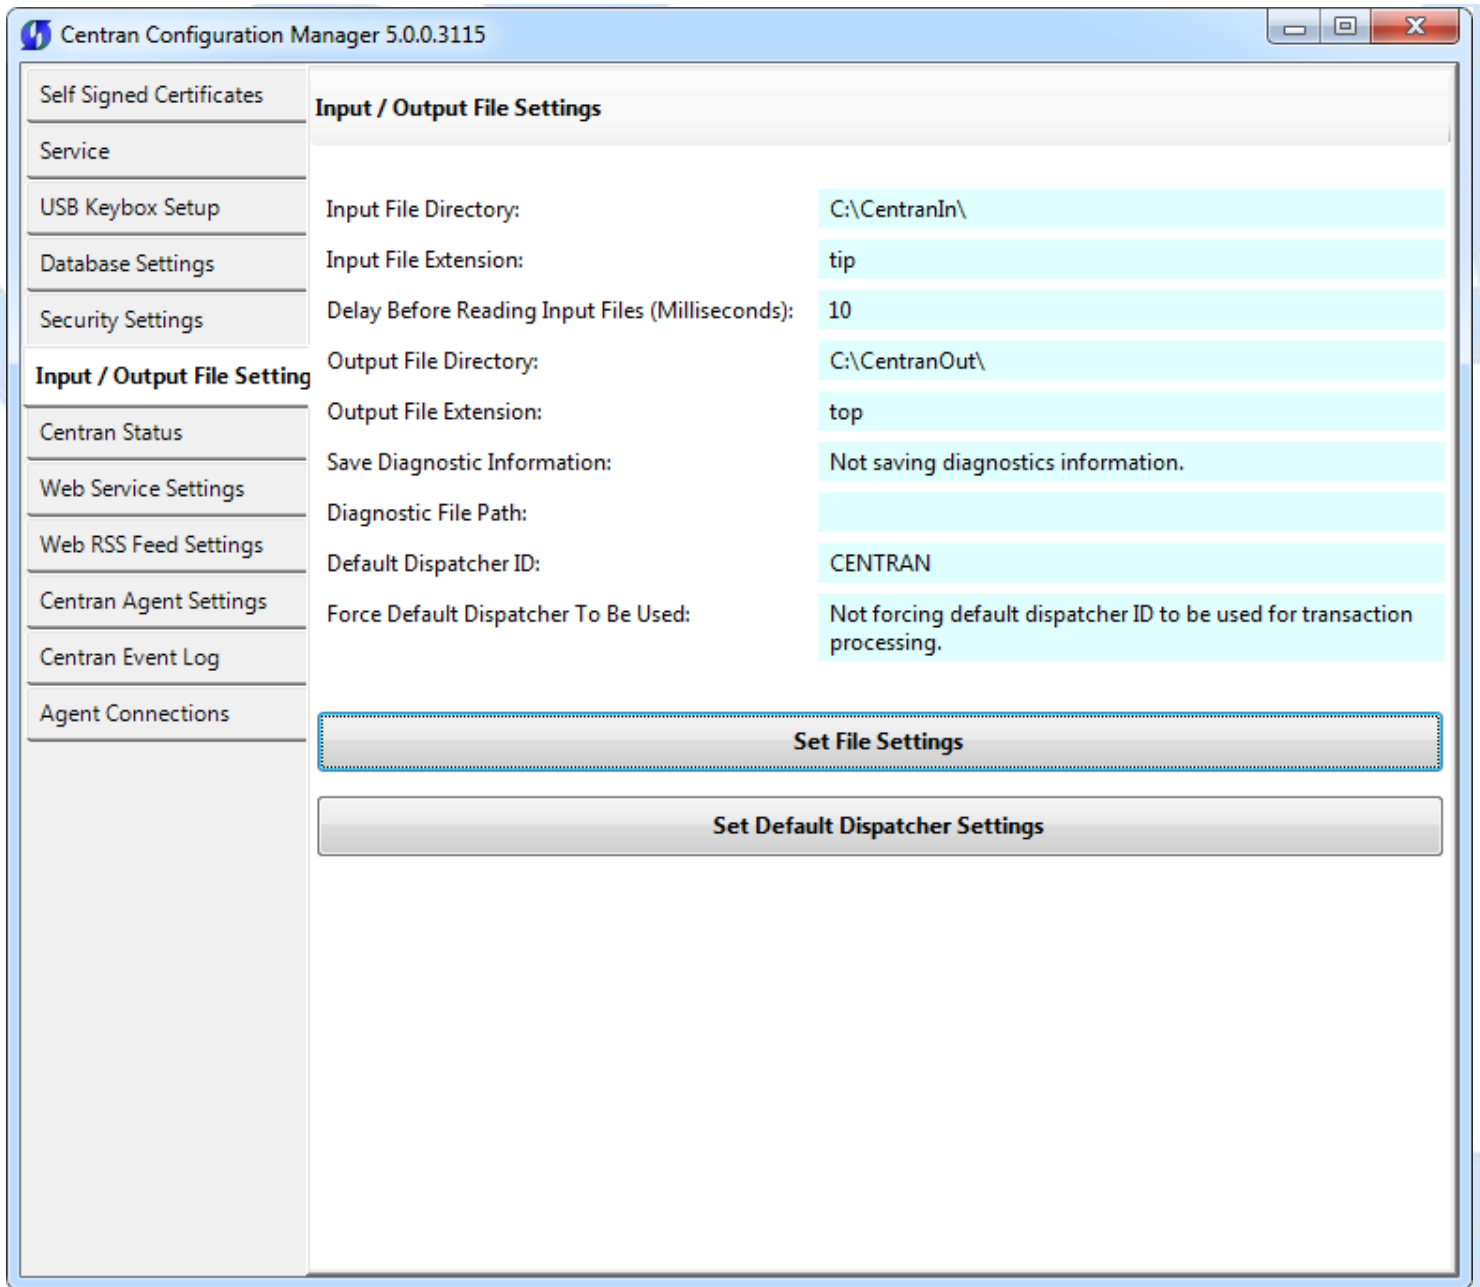 Centran Configuration Manager 5.0.0.3115
Self Signed Certificates
Service
USB Keybox Setup
Database Settings
Security Settings
Input / Output File Setting
Centran Status
Web Service Settings
Web RSS Feed Settings
Centran Agent Settings
Centran Event Log
Agent Connections
Input / Output File Settings
Input File Directory: C:\CentranIn\
Input File Extension: tip
Delay Before Reading Input Files (Milliseconds): 10
Output File Directory: C:\CentranOut\
Output File Extension: top
Save Diagnostic Information: Not saving diagnostics information.
Diagnostic File Path:
Default Dispatcher ID: CENTRAN
Force Default Dispatcher To Be Used: Not forcing default dispatcher ID to be used for transaction
processing.
Set File Settings
Set Default Dispatcher Settings